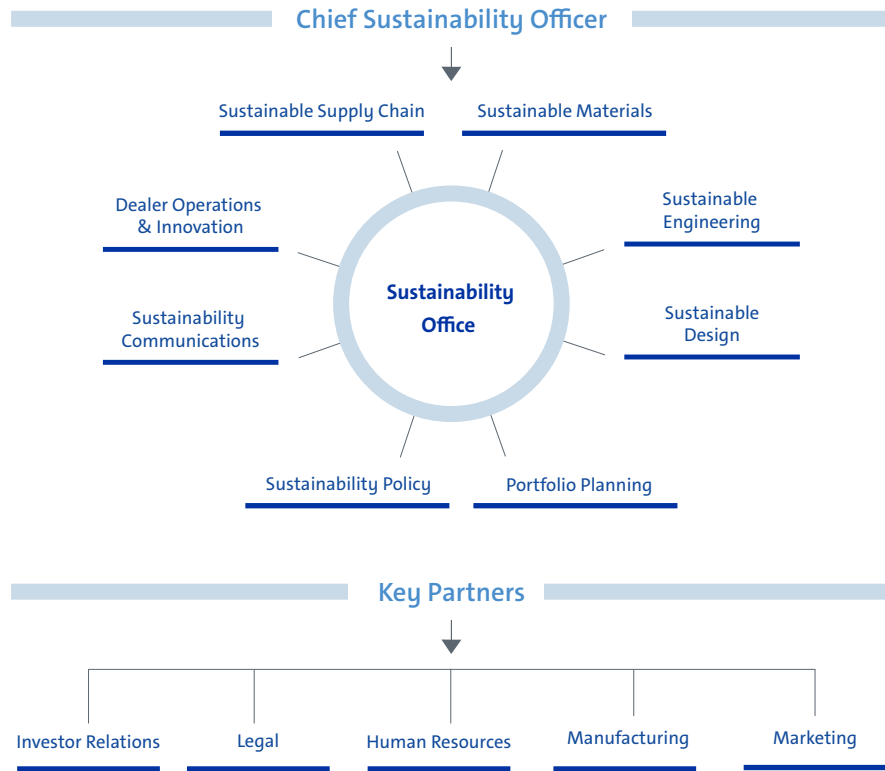 Chief Sustainability Officer
Sustainable Supply Chain
Sustainable Materials
Dealer Operations
& Innovation
Sustainable
Engineering
Sustainability
Office
Sustainability
Communications
Sustainable
Design
Sustainability Policy
Portfolio Planning
Key Partners
Investor Relations
Legal
Human Resources
Manufacturing
Marketing